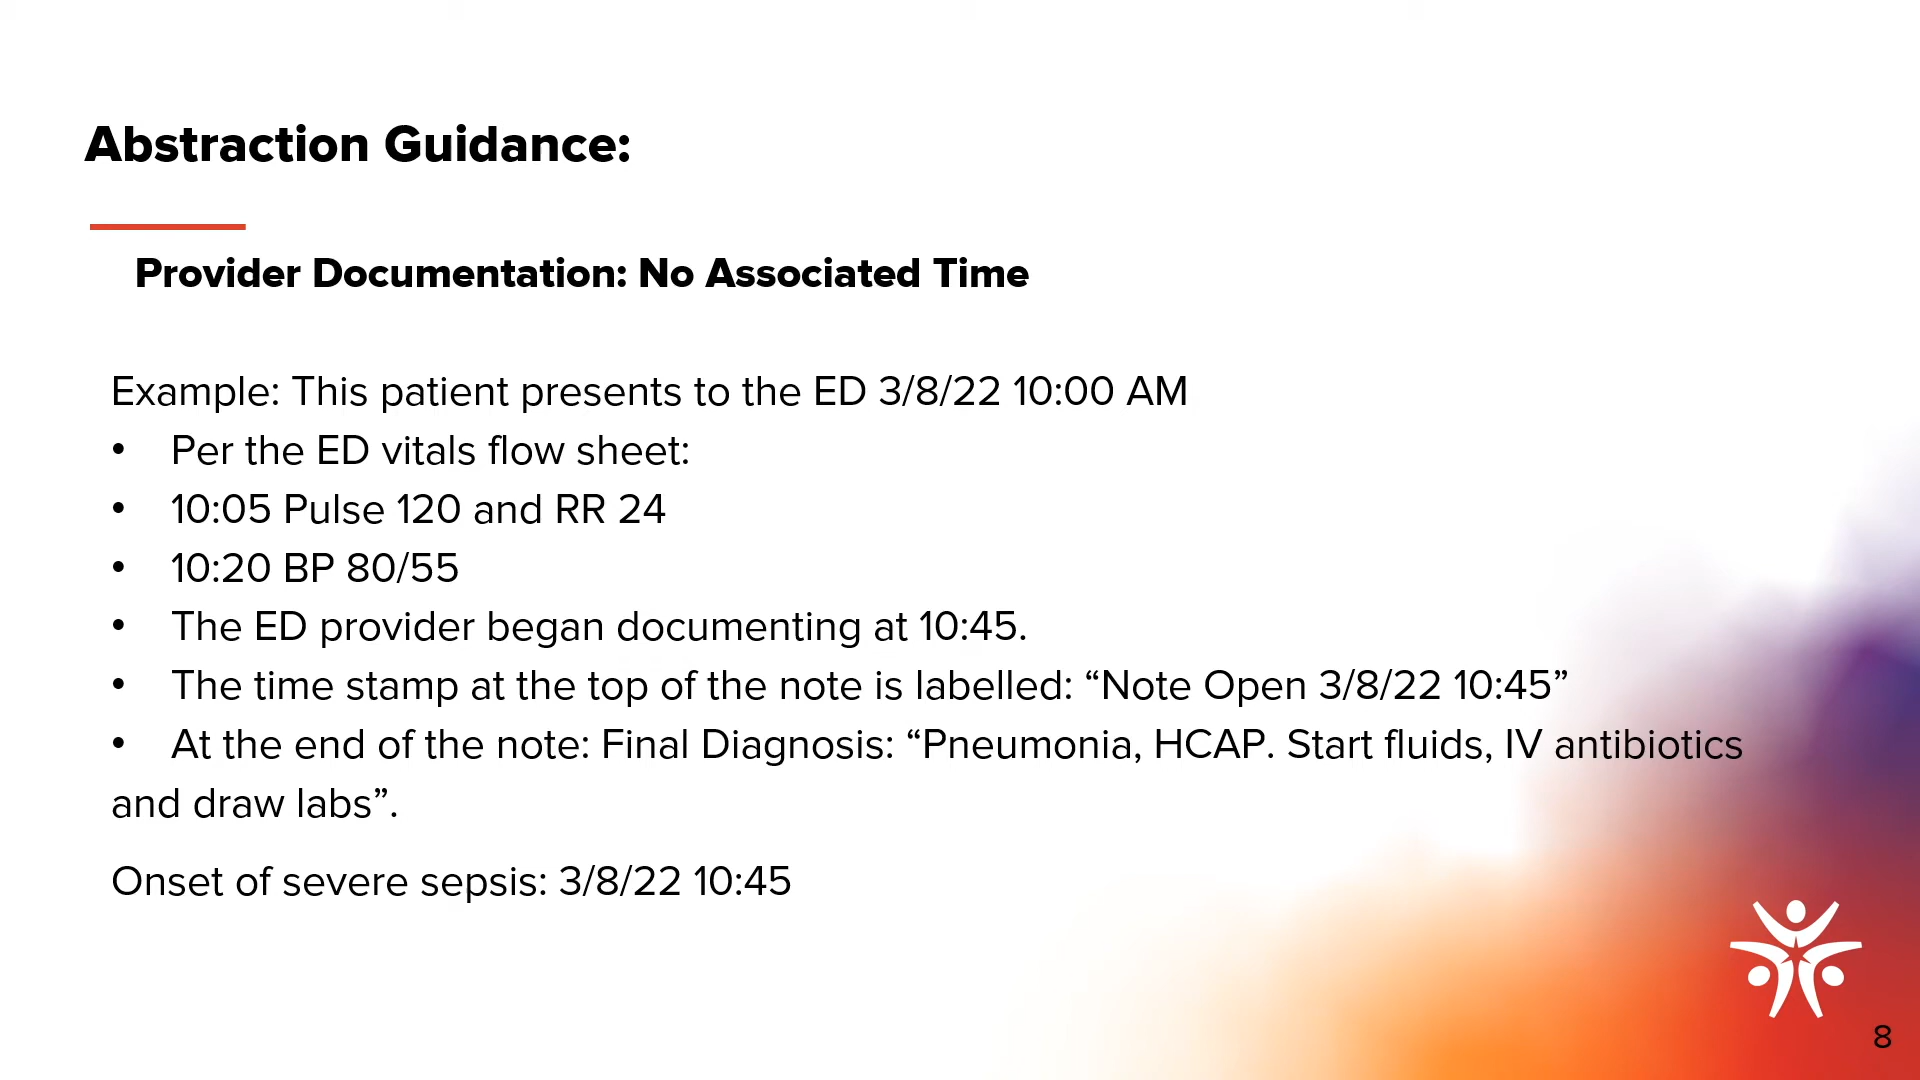 Abstraction Guidance:
Provider Documentation: No Associated Time
Example: This patient presents to the ED 3/8/22 10:00 AM
• Per the ED vitals flow sheet:
• 10:05 Pulse 120 and RR 24
• 10:20 BP 80/55
• The ED provider began documenting at 10:45.
• The time stamp at the top of the note is labelled: “Note Open 3/8/22 10:45”
• At the end of the note: Final Diagnosis: “Pneumonia, HCAP. Start fluids, IV antibiotics
and draw labs”.
Onset of severe sepsis: 3/8/22 10:45
8